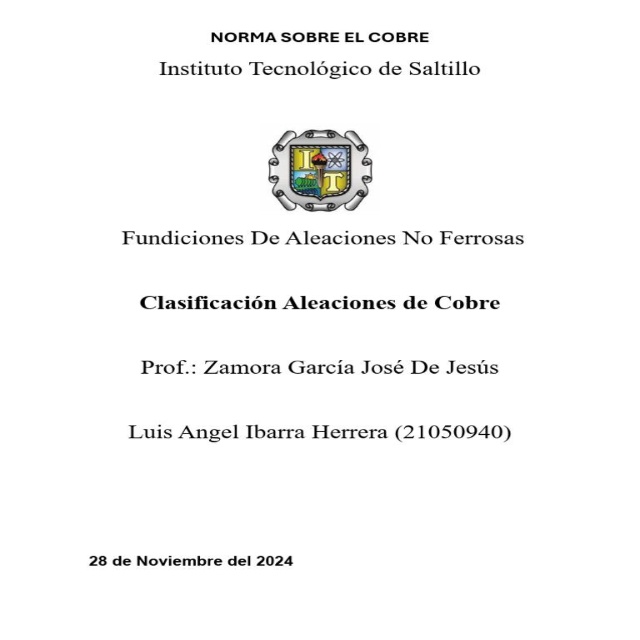 NORMA SOBRE EL COBRE
Instituto Tecnológico de Saltillo
I
T
Fundiciones De Aleaciones No Ferrosas
Clasificación Aleaciones de Cobre
Prof.: Zamora García José De Jesús
Luis Angel Ibarra Herrera (21050940)
28 de Noviembre del 2024